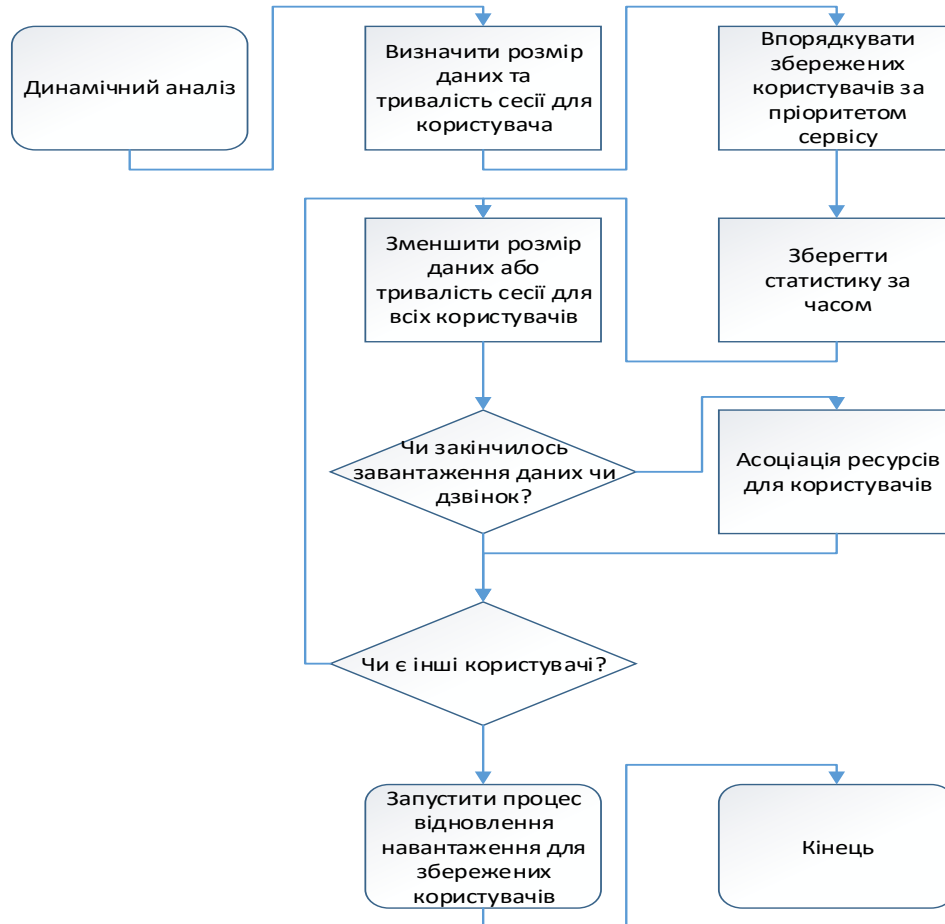 Динамічний аналіз
Визначити розмір
даних та
тривалість сесії для
користувача
Впорядкувати
збережених
користувачів за
пріоритетом
сервісу
Зменшити розмір
даних або
тривалість сесії для
всіх користувачів
Зберегти
статистику за
часом
Чи закінчилось
завантаження даних чи
дзвінок?
Асоціація ресурсів
для користувачів
Чи є інші користувачі?
Запустити процес
відновлення
навантаження для
збережених
користувачів
Кінець